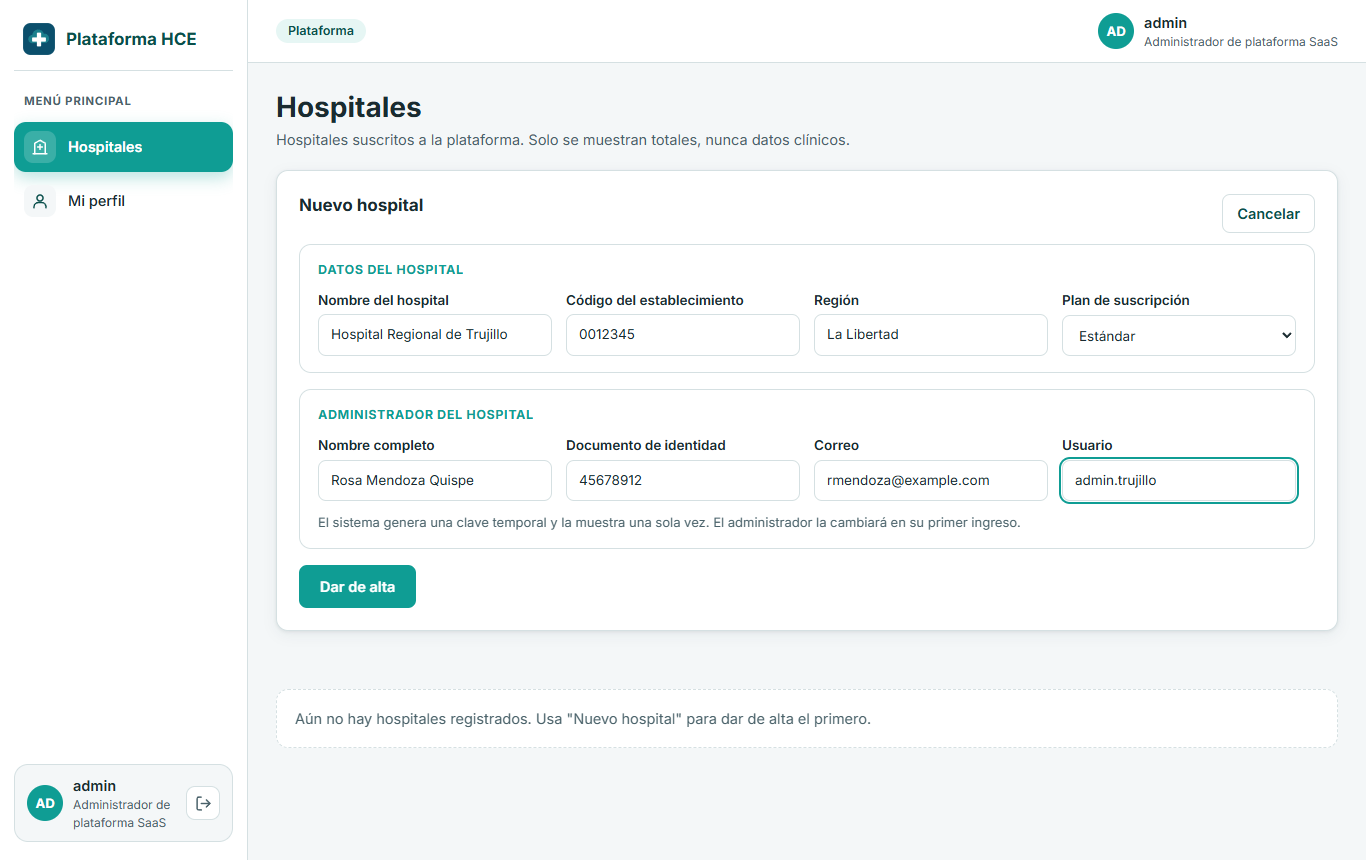 Plataforma HCE
MENÚ PRINCIPAL
Hospitales
Mi perfil
AD
admin
Administrador de
plataforma SaaS
Plataforma
AD
admin
Administrador de plataforma SaaS
Hospitales
Hospitales suscritos a la plataforma. Solo se muestran totales, nunca datos clínicos.
Nuevo hospital
Cancelar
DATOS DEL HOSPITAL
Nombre del hospital
Código del establecimiento
Región
Plan de suscripción
Hospital Regional de Trujillo
0012345
La Libertad
Estándar
ADMINISTRADOR DEL HOSPITAL
Nombre completo
Documento de identidad
Correo
Usuario
Rosa Mendoza Quispe
45678912
rmendoza@example.com
admin.trujillo
El sistema genera una clave temporal y la muestra una sola vez. El administrador la cambiará en su primer ingreso.
Dar de alta
Aún no hay hospitales registrados. Usa "Nuevo hospital" para dar de alta el primero.